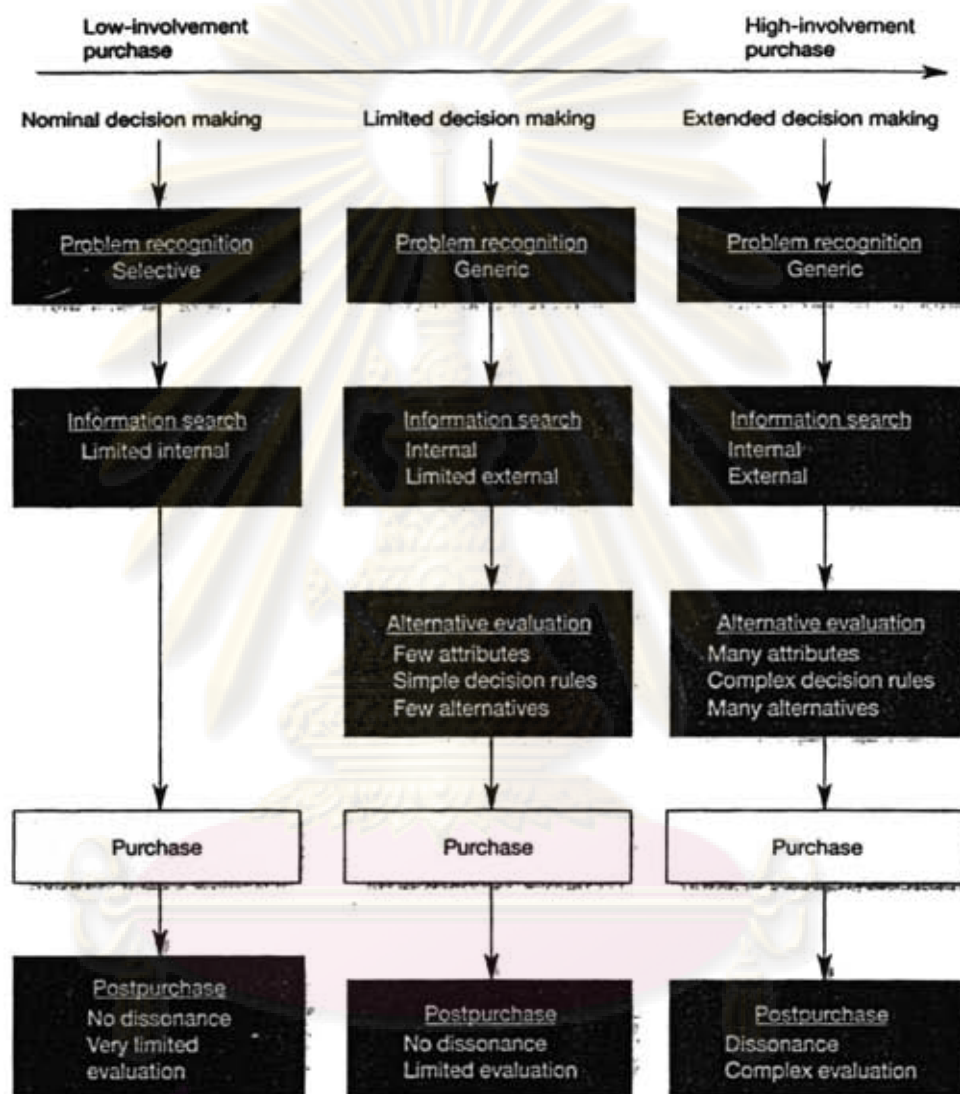 Low-involvement
purchase
High-involvement
purchase
Nominal decision making
Limited decision making
Extended decision making
Problem recognition
Selective
Problem recognition
Generic
Problem recognition
Generic
Information search
Limited internal
Information search
Internal
Limited external
Information search
Internal
External
Alternative evaluation
Few attributes
Simple decision rules
Few alternatives
Alternative evaluation
Many attributes
Complex decision rules
Many alternatives
Purchase
Purchase
Purchase
Postpurchase
No dissonance
Very limited
evaluation
Postpurchase
No dissonance
Limited evaluation
Postpurchase
Dissonance
Complex evaluation